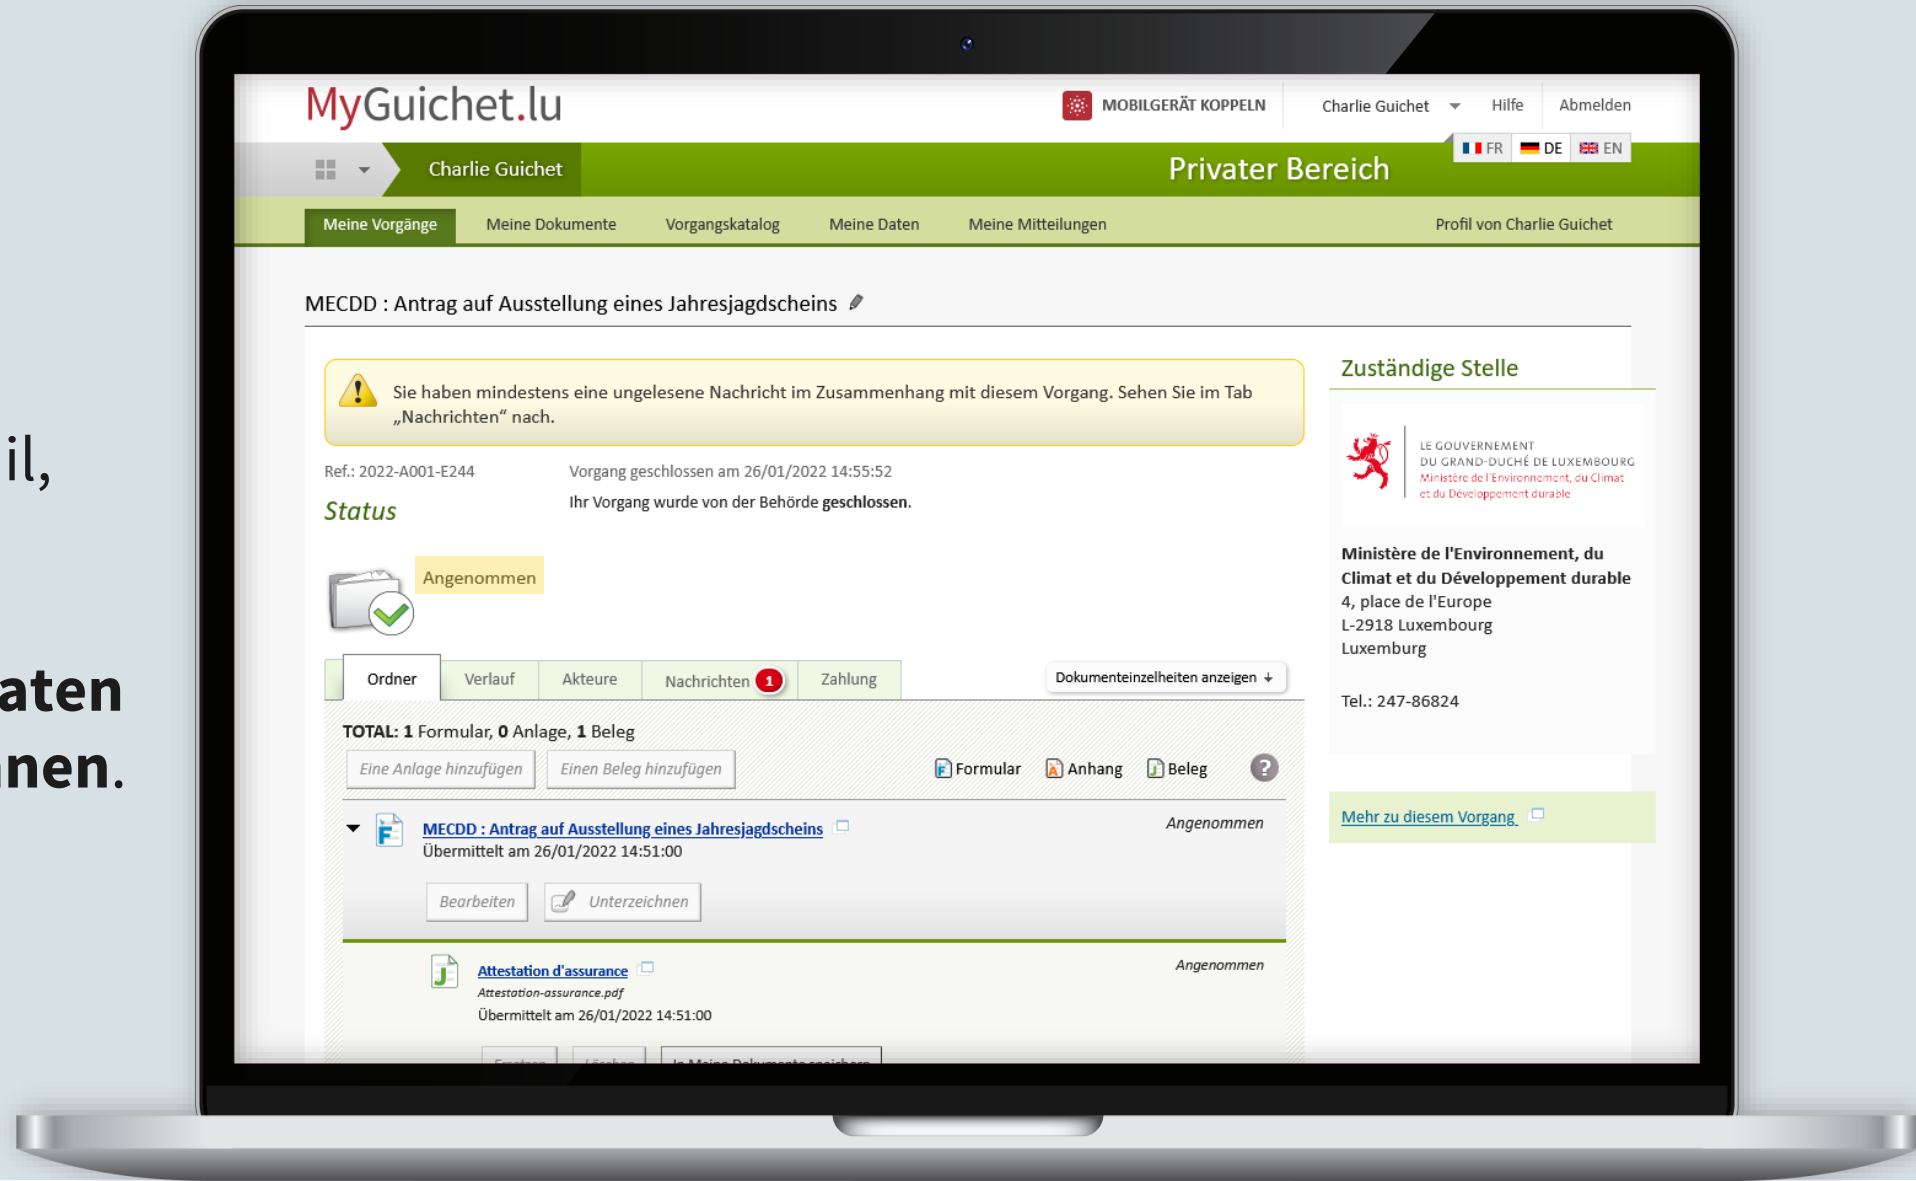 MyGuichet.lu
MOBILGERÄT KOPPELN
Charlie Guichet
Hilfe
Abmelden
FR
DE
EN
Charlie Guichet
Privater Bereich
Meine Vorgänge
Meine Dokumente
Vorgangskatalog
Meine Daten
Meine Mitteilungen
Profil von Charlie Guichet
MECDD : Antrag auf Ausstellung eines Jahresjagdscheins
Sie haben mindestens eine ungelesene Nachricht im Zusammenhang mit diesem Vorgang. Sehen Sie im Tab
„Nachrichten“ nach.
Ref.: 2022-A001-E244
Vorgang geschlossen am 26/01/2022 14:55:52
Status
Ihr Vorgang wurde von der Behörde geschlossen.
Angenommen
Ordner
Verlauf
Akteure
Nachrichten 1
Zahlung
Dokumenteinzelheiten anzeigen ↓
TOTAL: 1 Formular, 0 Anlage, 1 Beleg
Eine Anlage hinzufügen
Einen Beleg hinzufügen
F Formular
A Anhang
J Beleg
?
F
MECDD : Antrag auf Ausstellung eines Jahresjagdscheins
Angenommen
Übermittelt am 26/01/2022 14:51:00
Bearbeiten
Unterzeichnen
J
Attestation d'assurance
Angenommen
Attestation-assurance.pdf
Übermittelt am 26/01/2022 14:51:00
Ersetzen
Löschen
In Meine Dokumente speichern
Zuständige Stelle
LE GOUVERNEMENT
DU GRAND-DUCHÉ DE LUXEMBOURG
Ministère de l'Environnement, du Climat
et du Développement durable
Ministère de l'Environnement, du
Climat et du Développement durable
4, place de l'Europe
L-2918 Luxembourg
Luxemburg
Tel.: 247-86824
Mehr zu diesem Vorgang
il,
aten
nen.